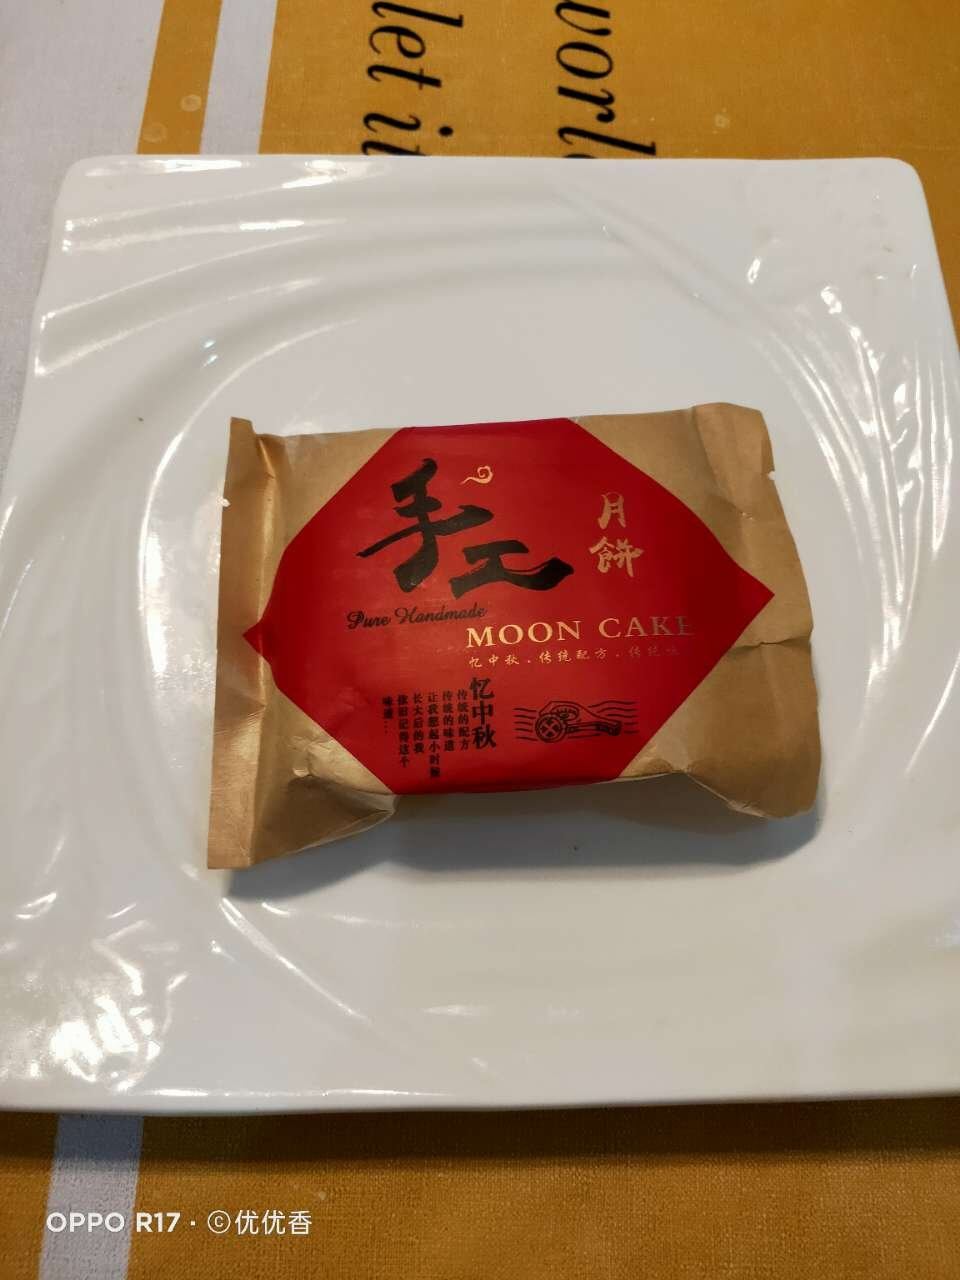 let it
worl
手工
月餅
Pure Handmade
MOON CAKE
忆中秋.传统配方.传统味
忆中秋
传统的配方
传统的味道
让我想起小时候
长大后的我
依旧记得这个
味道...
OPPO R17 · ©优优香